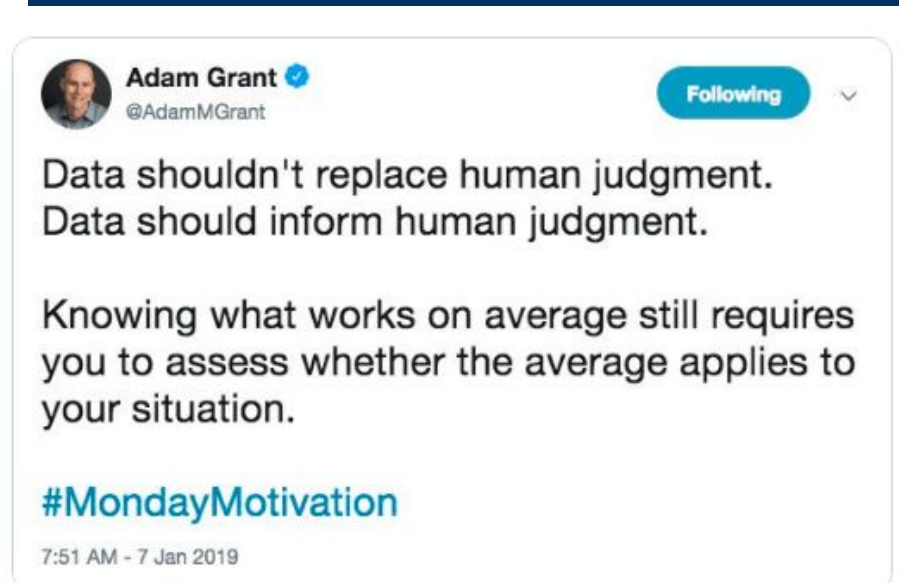 Adam Grant
@AdamMGrant
Following
Data shouldn't replace human judgment.
Data should inform human judgment.
Knowing what works on average still requires
you to assess whether the average applies to
your situation.
#MondayMotivation
7:51 AM - 7 Jan 2019